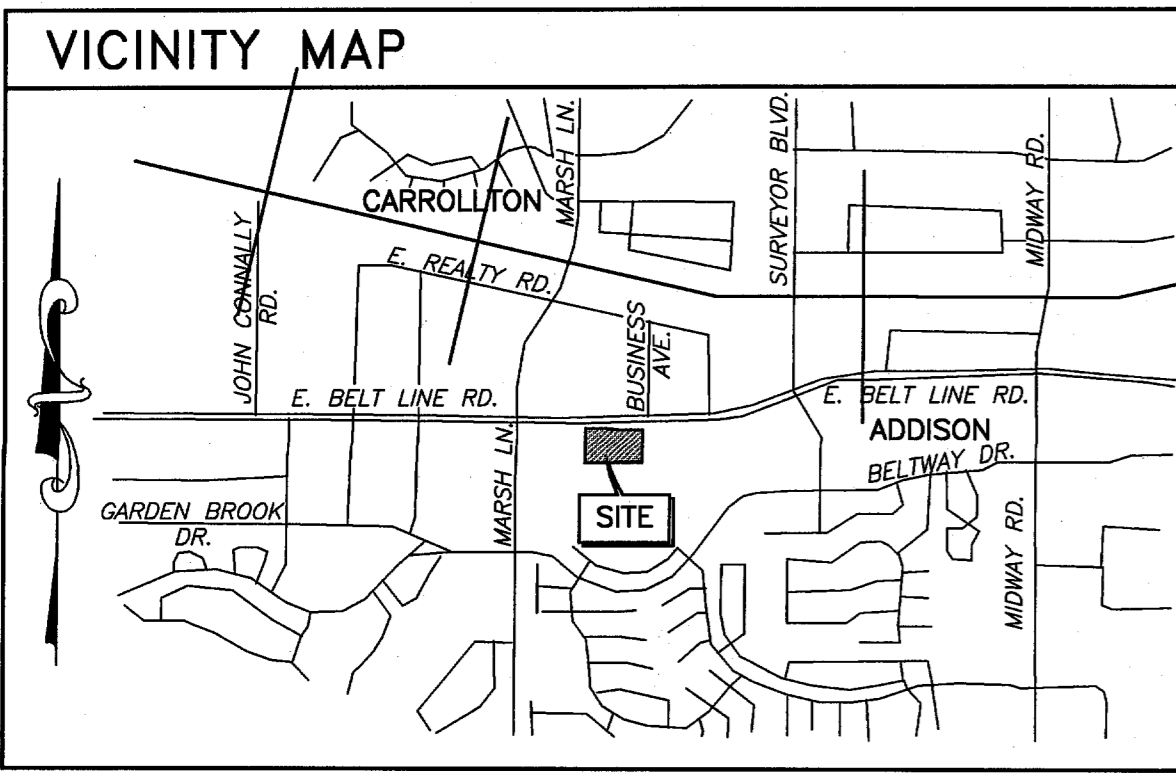 VICINITY MAP
MARSH LN.
SURVEYOR BLVD.
MIDWAY RD.
CARROLLTON
JOHN CONNALLY
RD.
E. REALTY RD.
BUSINESS
AVE.
E. BELT LINE RD.
E. BELT LINE RD.
ADDISON
BELTWAY DR.
MARSH LN.
SITE
GARDEN BROOK
DR.
MIDWAY RD.